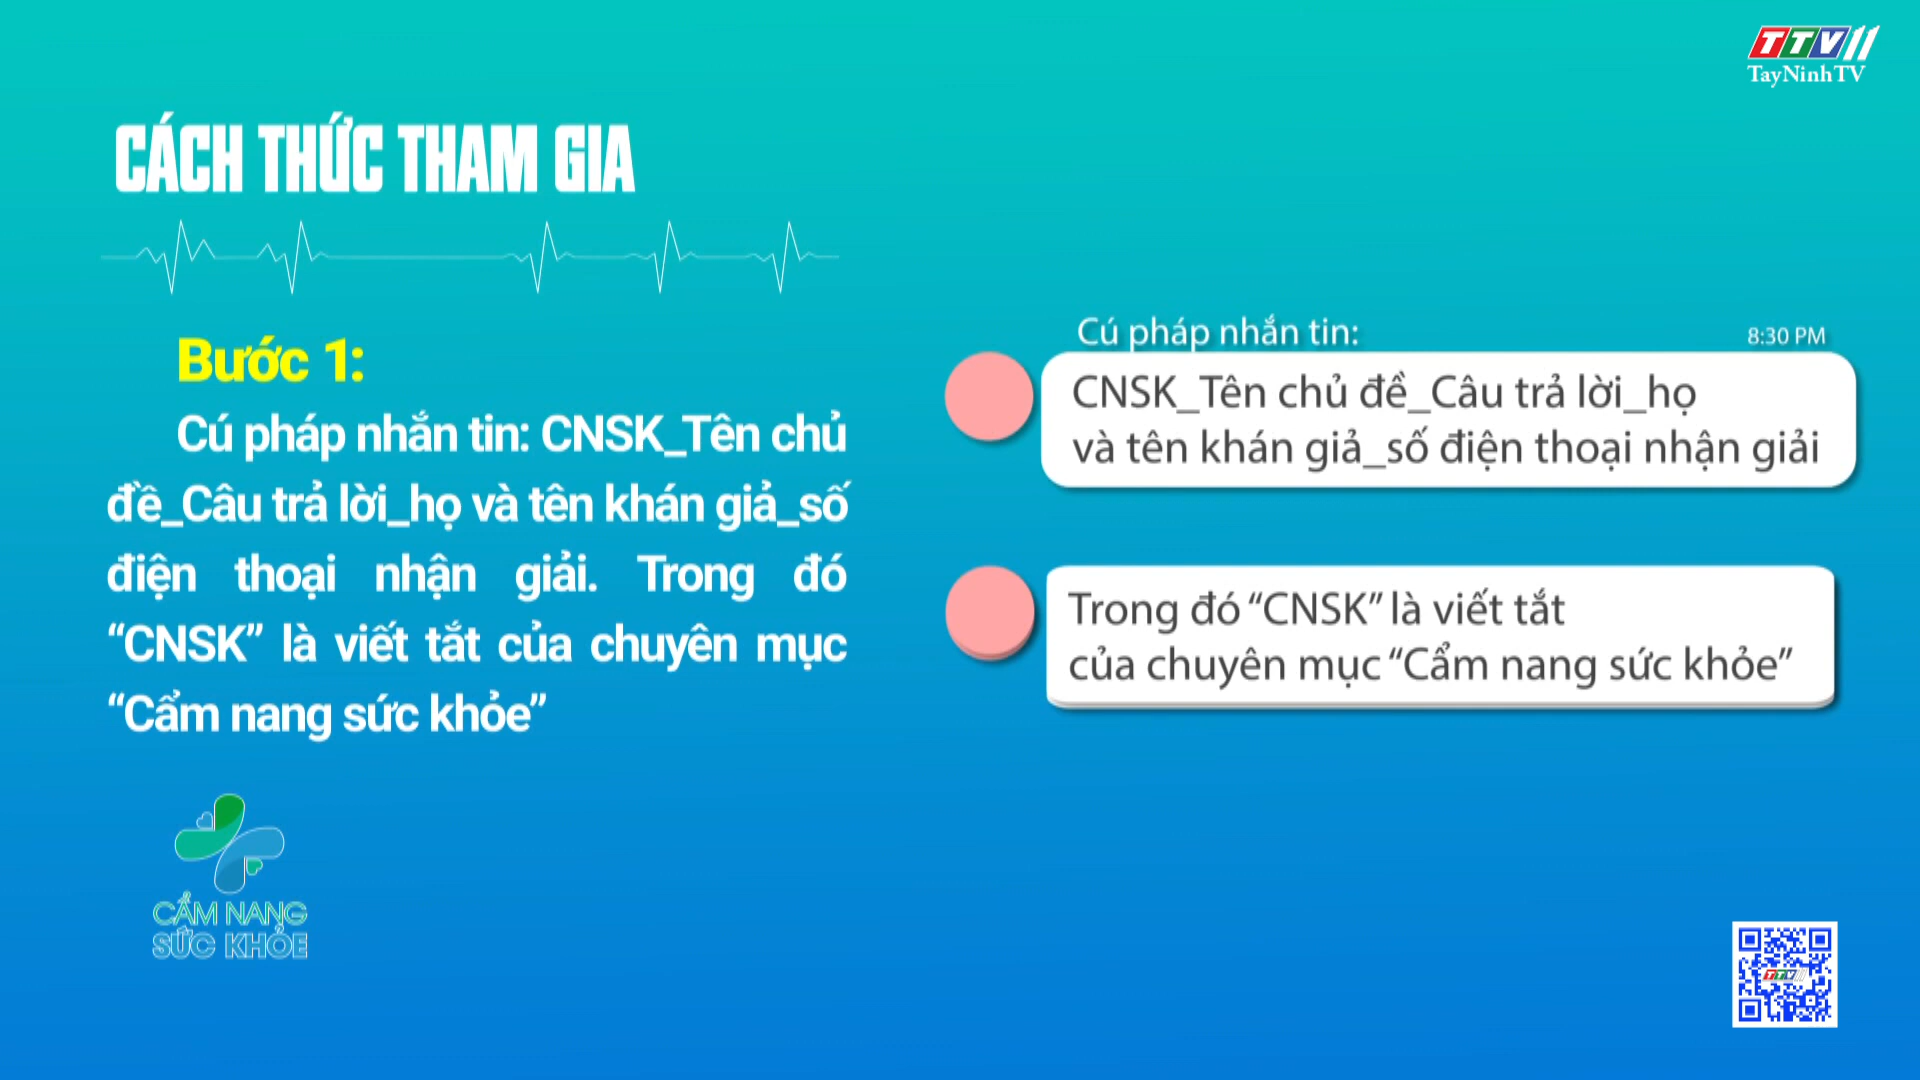 TTV11
TayNinhTV
CÁCH THỨC THAM GIA
Bước 1:
Cú pháp nhắn tin: CNSK_Tên chủ
đề_Câu trả lời_họ và tên khán giả_số
điện thoại nhận giải. Trong đó
“CNSK” là viết tắt của chuyên mục
“Cẩm nang sức khỏe”
Cú pháp nhắn tin:
8:30 PM
CNSK_Tên chủ đề_Câu trả lời_họ
và tên khán giả_số điện thoại nhận giải
Trong đó “CNSK” là viết tắt
của chuyên mục “Cẩm nang sức khỏe”
CẨM NANG
SỨC KHỎE
TTV11